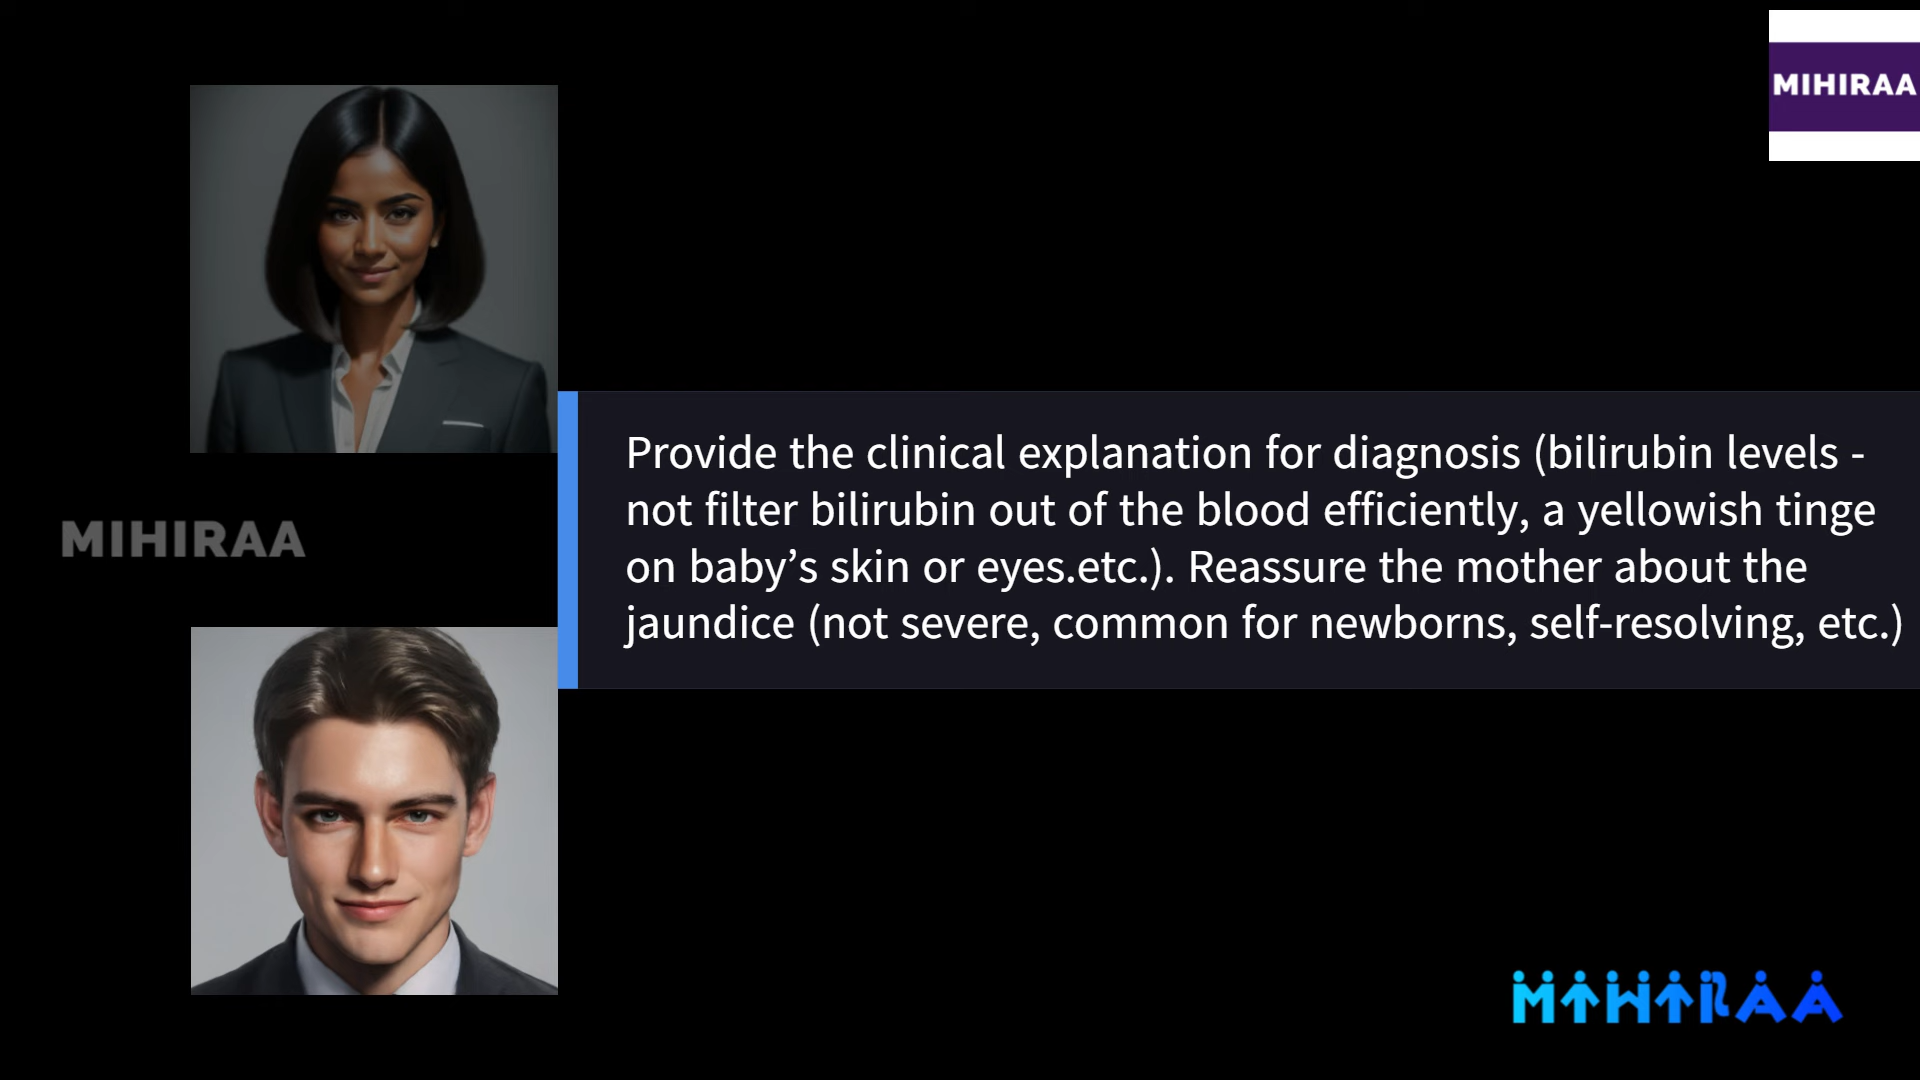 MIHIRAA
Provide the clinical explanation for diagnosis (bilirubin levels -
not filter bilirubin out of the blood efficiently, a yellowish tinge
on baby’s skin or eyes.etc.). Reassure the mother about the
jaundice (not severe, common for newborns, self-resolving, etc.)
MIHIRAA
MIHIRAA